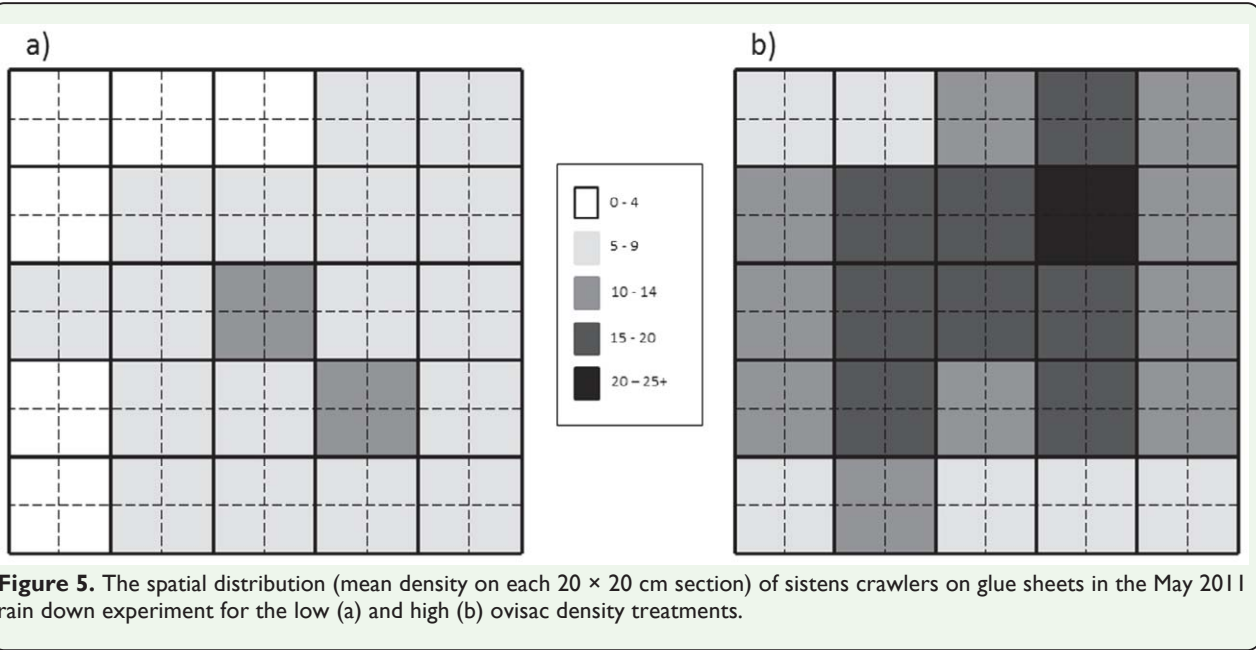 a)
b)
0 - 4
5 - 9
10 - 14
15 - 20
20 – 25+
Figure 5. The spatial distribution (mean density on each 20 × 20 cm section) of sistens crawlers on glue sheets in the May 2011
rain down experiment for the low (a) and high (b) ovisac density treatments.